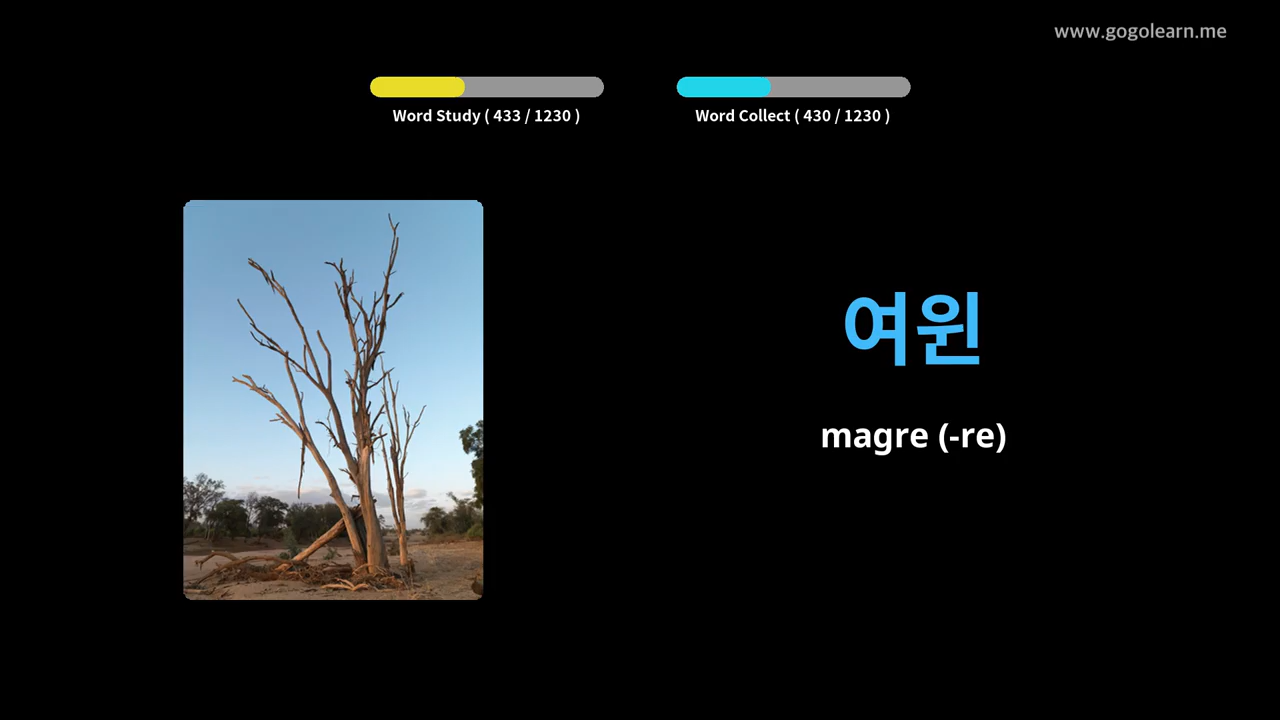 www.gogolearn.me
Word Study ( 433 / 1230 )
Word Collect ( 430 / 1230 )
여윈
magre (-re)